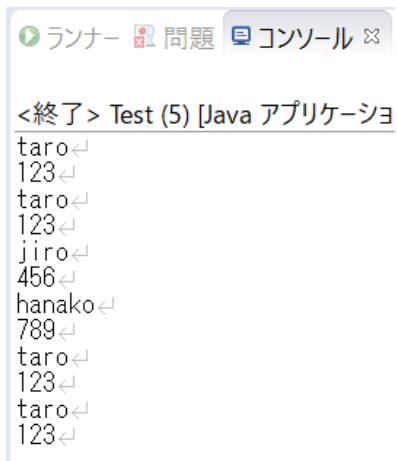 ランナー 問題 コンソール
<終了> Test (5) [Java アプリケーショ
taro
123
taro
123
jiro
456
hanako
789
taro
123
taro
123